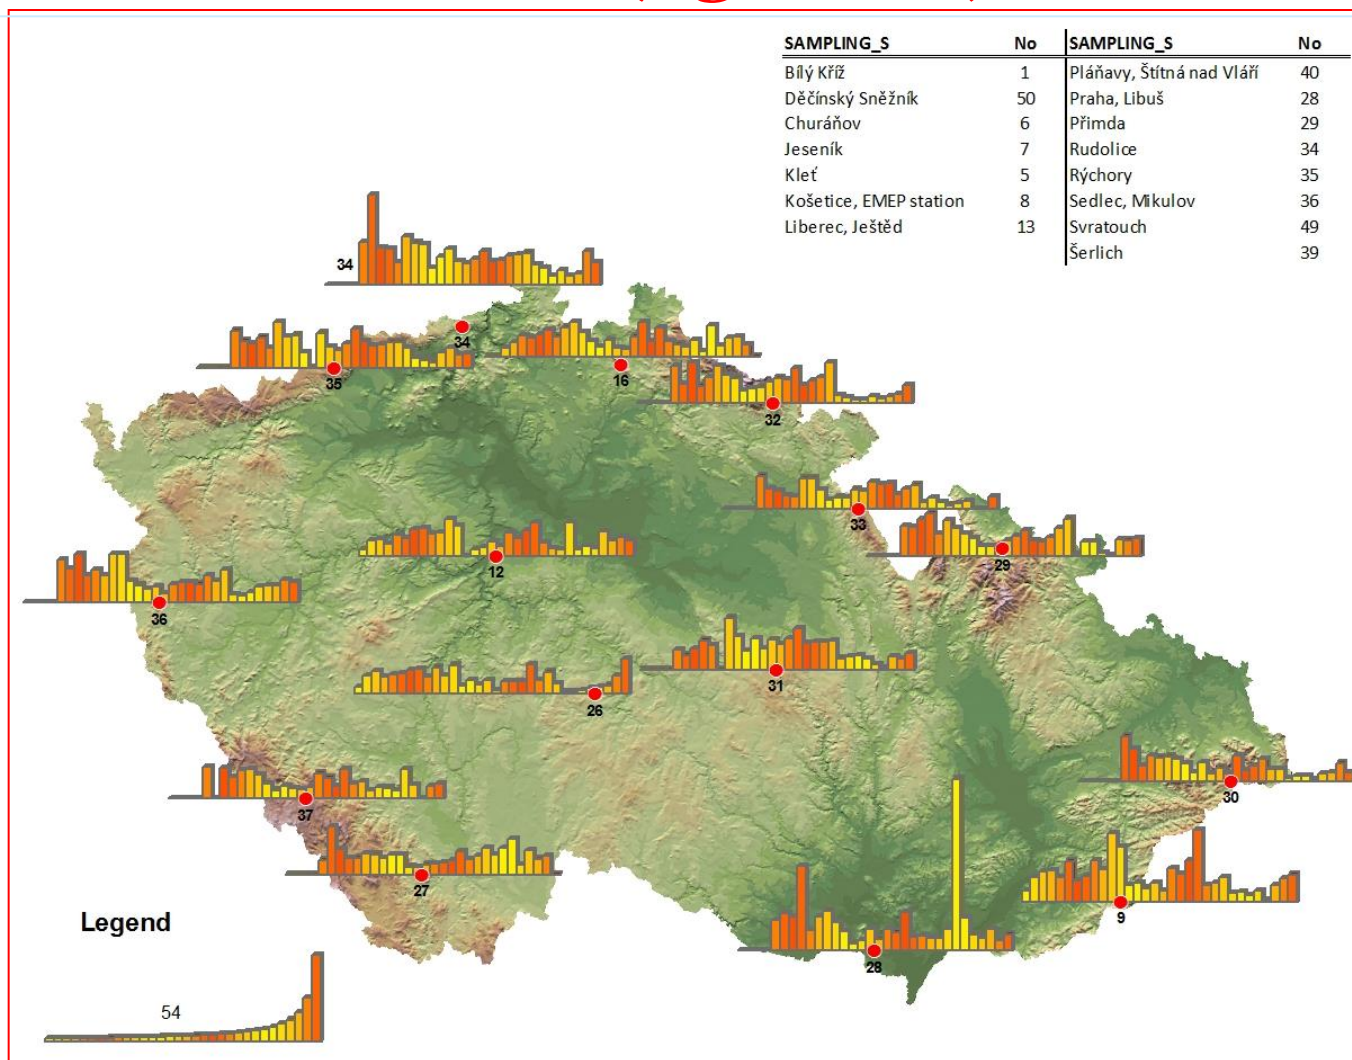 SAMPLING_S No SAMPLING_S No
Bílý Kříž 1 Pláňavy, Štítná nad Vláří 40
Děčínský Sněžník 50 Praha, Libuš 28
Churáňov 6 Přimda 29
Jeseník 7 Rudolice 34
Kleť 5 Rýchory 35
Košetice, EMEP station 8 Sedlec, Mikulov 36
Liberec, Ještěd 13 Svratouch 49
Šerlich 39
34
34
35
16
32
33
12
29
36
31
26
37
30
27
9
28
Legend
54